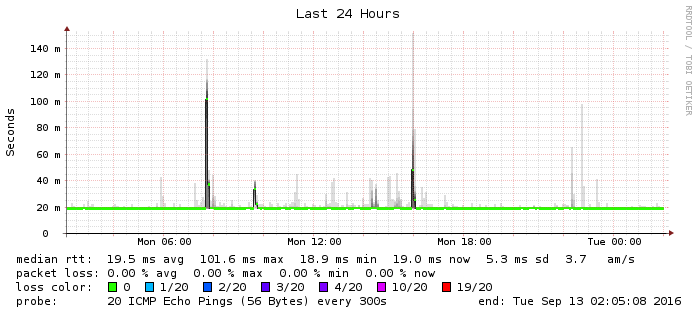 Last 24 Hours
RRDTOOL / TOBI OETIKER
Seconds
140 m
120 m
100 m
80 m
60 m
40 m
20 m
0
Mon 06:00 Mon 12:00 Mon 18:00 Tue 00:00
median rtt: 19.5 ms avg 101.6 ms max 18.9 ms min 19.0 ms now 5.3 ms sd 3.7 am/s
packet loss: 0.00 % avg 0.00 % max 0.00 % min 0.00 % now
loss color: 0 1/20 2/20 3/20 4/20 10/20 19/20
probe: 20 ICMP Echo Pings (56 Bytes) every 300s end: Tue Sep 13 02:05:08 2016